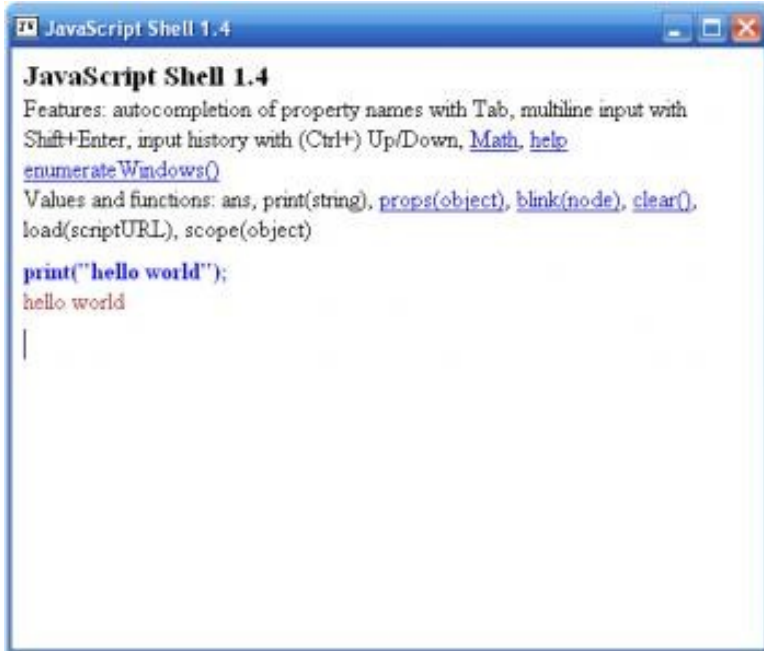 JavaScript Shell 1.4
JavaScript Shell 1.4
Features: autocompletion of property names with Tab, multiline input with
Shift+Enter, input history with (Ctrl+) Up/Down, Math, help
enumerateWindows()
Values and functions: ans, print(string), props(object), blink(node), clear(),
load(scriptURL), scope(object)
print("hello world");
hello world